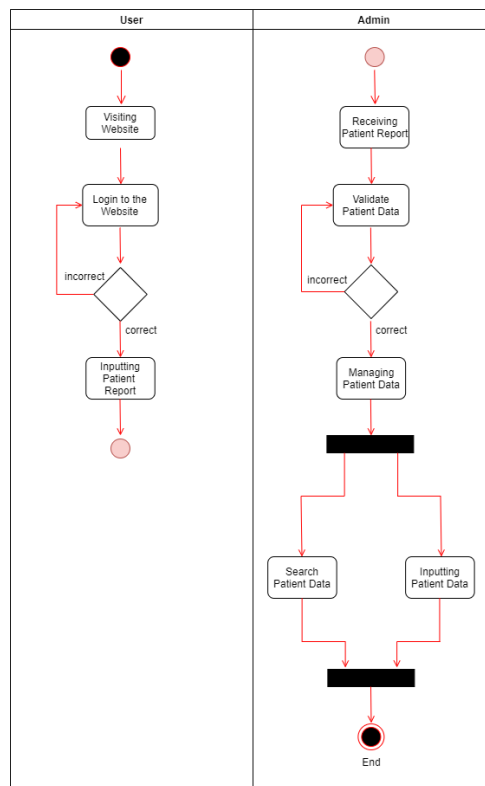 User
Admin
Visiting
Website
Login to the
Website
incorrect
correct
Inputting
Patient
Report
Receiving
Patient Report
Validate
Patient Data
incorrect
correct
Managing
Patient Data
Search
Patient Data
Inputting
Patient Data
End